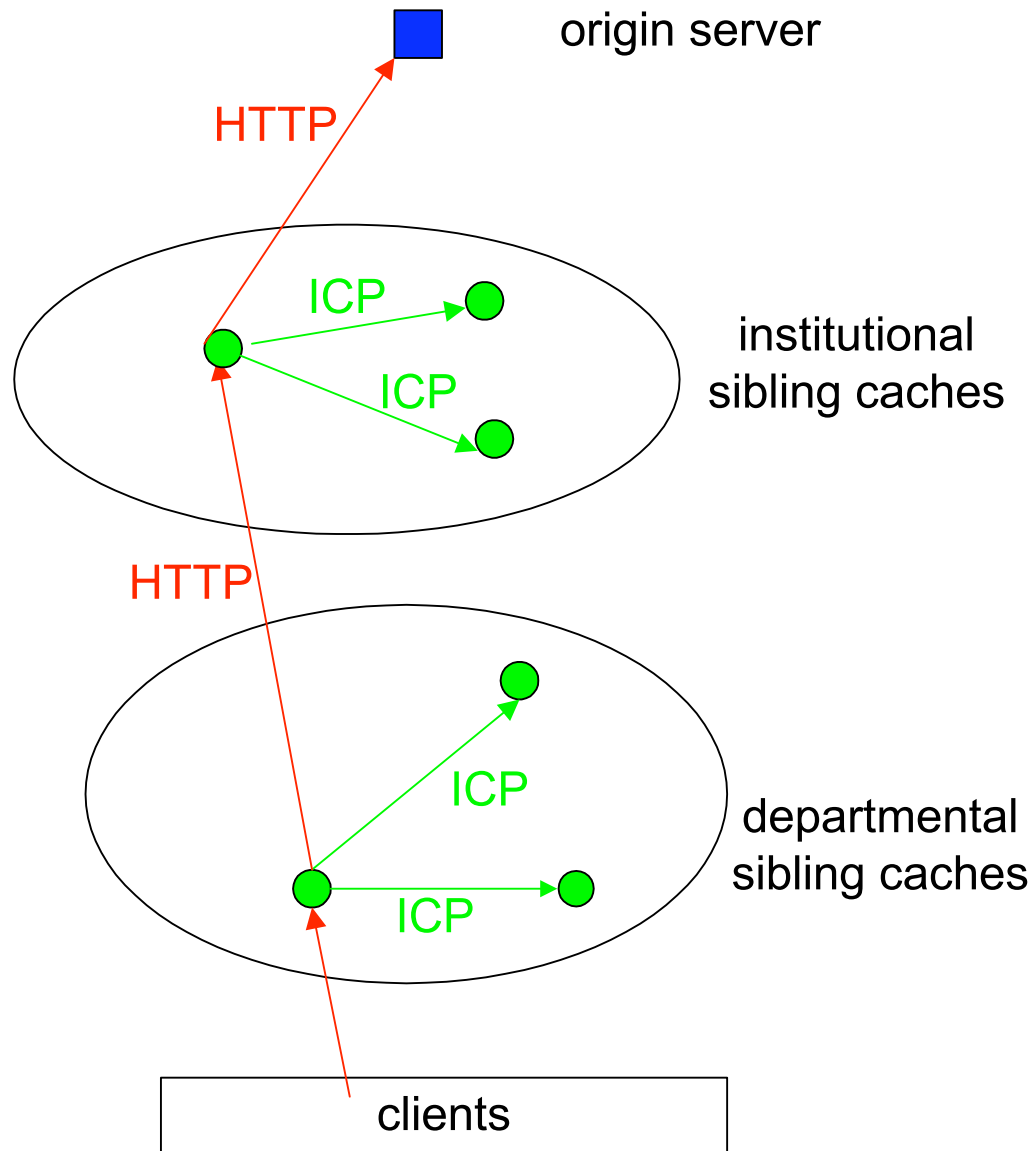 origin server
HTTP
ICP
institutional
sibling caches
ICP
HTTP
ICP
departmental
sibling caches
ICP
clients